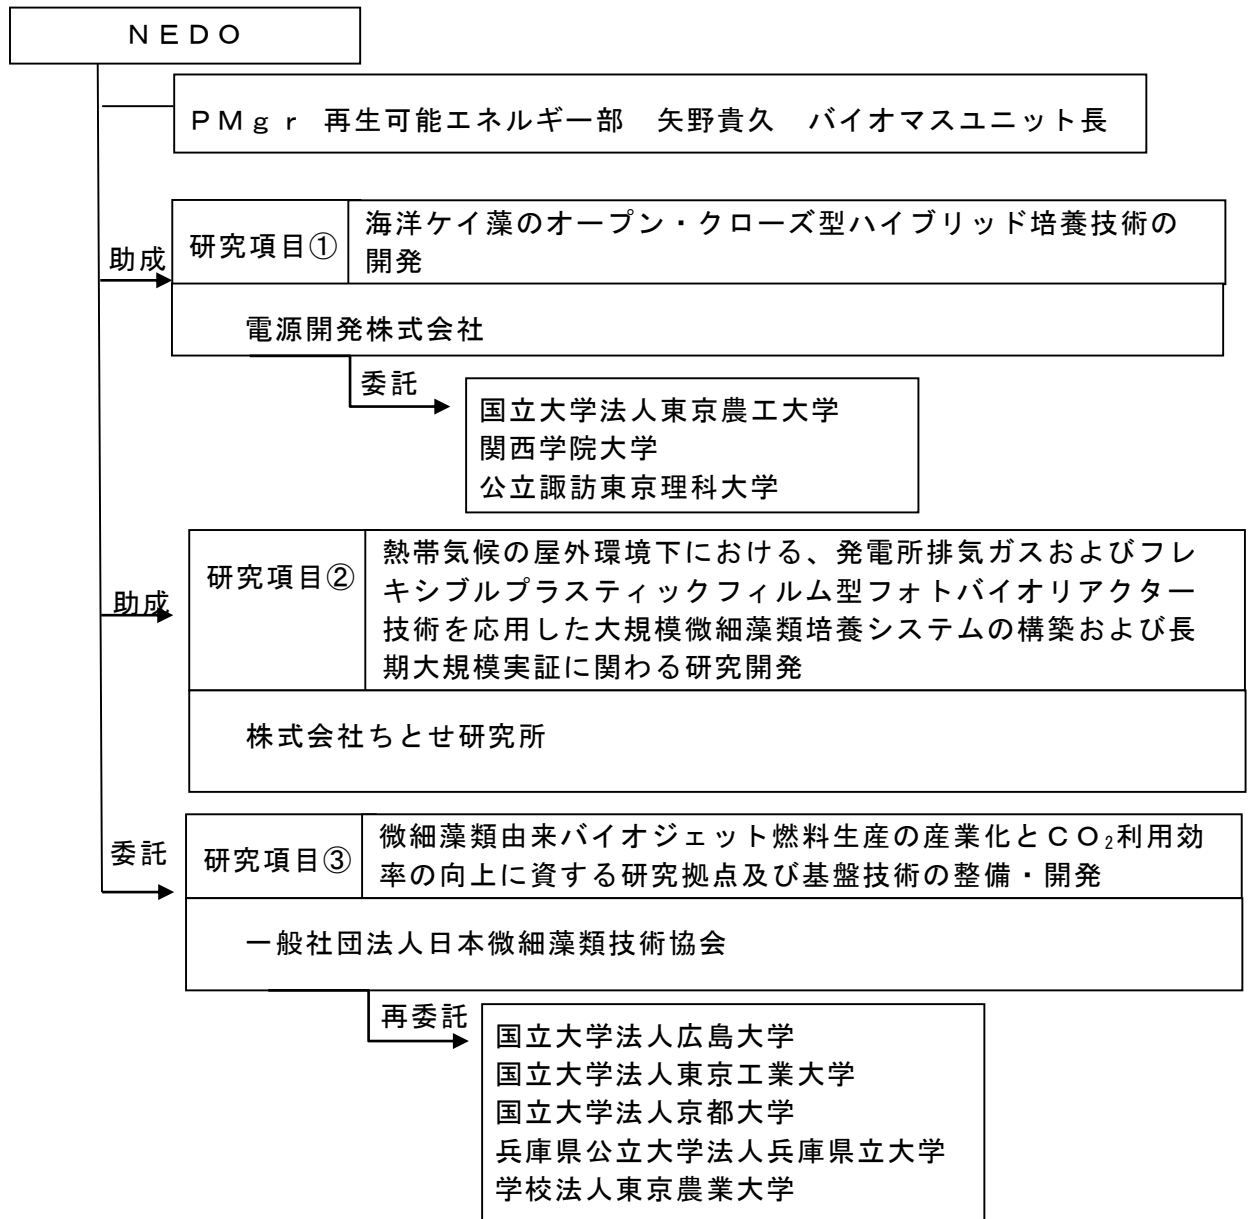 ＮＥＤＯ
ＰＭｇｒ　再生可能エネルギー部　矢野貴久　バイオマスユニット長
助成
研究項目①
海洋ケイ藻のオープン・クローズ型ハイブリッド培養技術の
開発
電源開発株式会社
委託
国立大学法人東京農工大学
関西学院大学
公立諏訪東京理科大学
助成
研究項目②
熱帯気候の屋外環境下における、発電所排気ガスおよびフレ
キシブルプラスティックフィルム型フォトバイオリアクター
技術を応用した大規模微細藻類培養システムの構築および長
期大規模実証に関わる研究開発
株式会社ちとせ研究所
委託
研究項目③
微細藻類由来バイオジェット燃料生産の産業化とＣＯ₂利用効
率の向上に資する研究拠点及び基盤技術の整備・開発
一般社団法人日本微細藻類技術協会
再委託
国立大学法人広島大学
国立大学法人東京工業大学
国立大学法人京都大学
兵庫県公立大学法人兵庫県立大学
学校法人東京農業大学